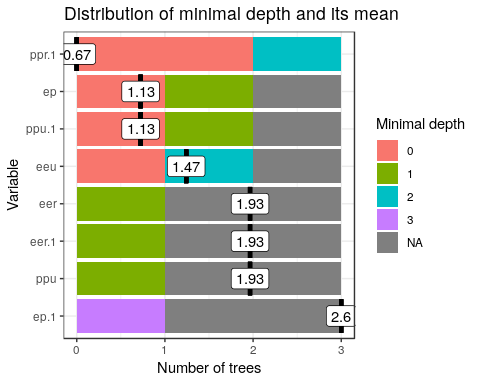 Distribution of minimal depth and its mean
Variable
ppr.1
0.67
ep
1.13
ppu.1
1.13
eeu
1.47
eer
1.93
eer.1
1.93
ppu
1.93
ep.1
2.6
0 1 2 3
Number of trees
Minimal depth
0
1
2
3
NA